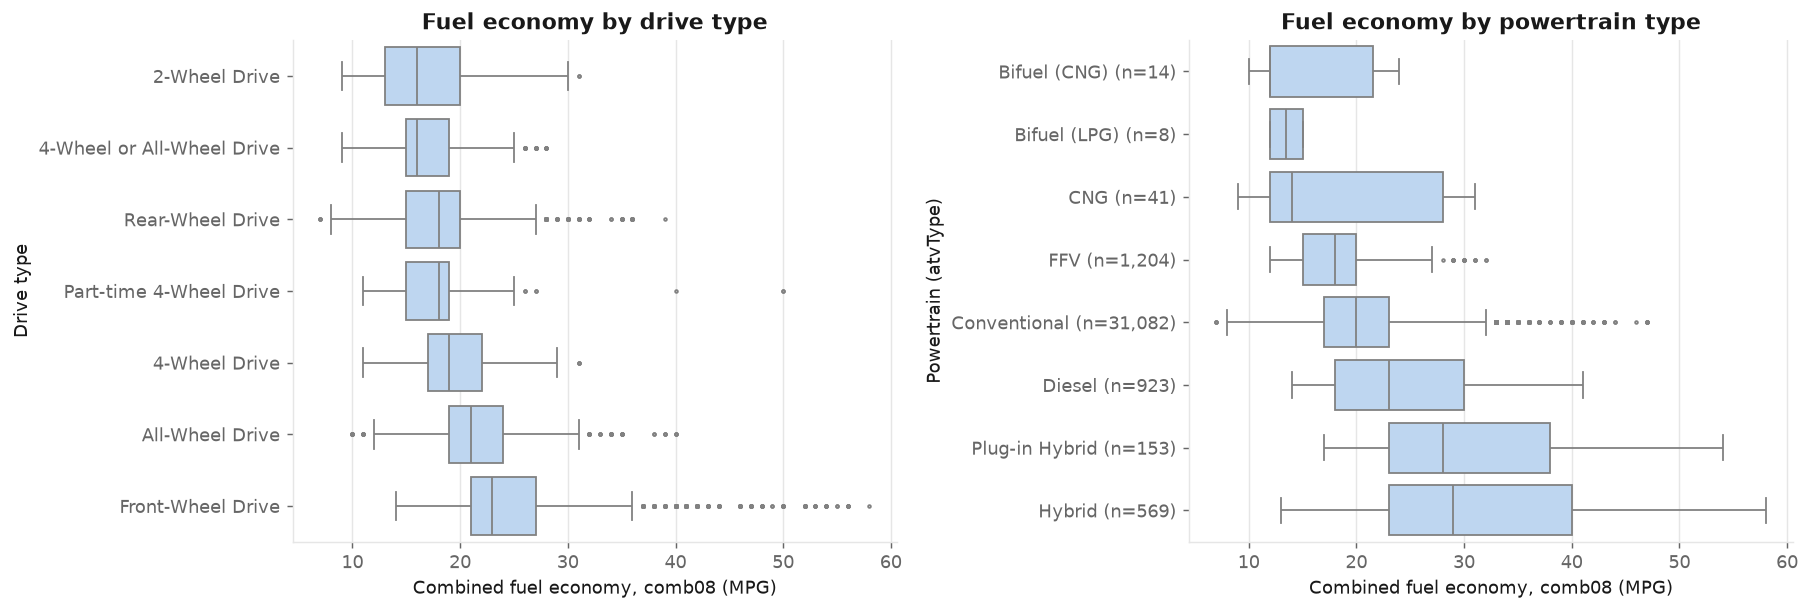 Fuel economy by drive type
Drive type
2-Wheel Drive
4-Wheel or All-Wheel Drive
Rear-Wheel Drive
Part-time 4-Wheel Drive
4-Wheel Drive
All-Wheel Drive
Front-Wheel Drive
10 20 30 40 50 60
Combined fuel economy, comb08 (MPG)
Fuel economy by powertrain type
Powertrain (atvType)
Bifuel (CNG) (n=14)
Bifuel (LPG) (n=8)
CNG (n=41)
FFV (n=1,204)
Conventional (n=31,082)
Diesel (n=923)
Plug-in Hybrid (n=153)
Hybrid (n=569)
10 20 30 40 50 60
Combined fuel economy, comb08 (MPG)